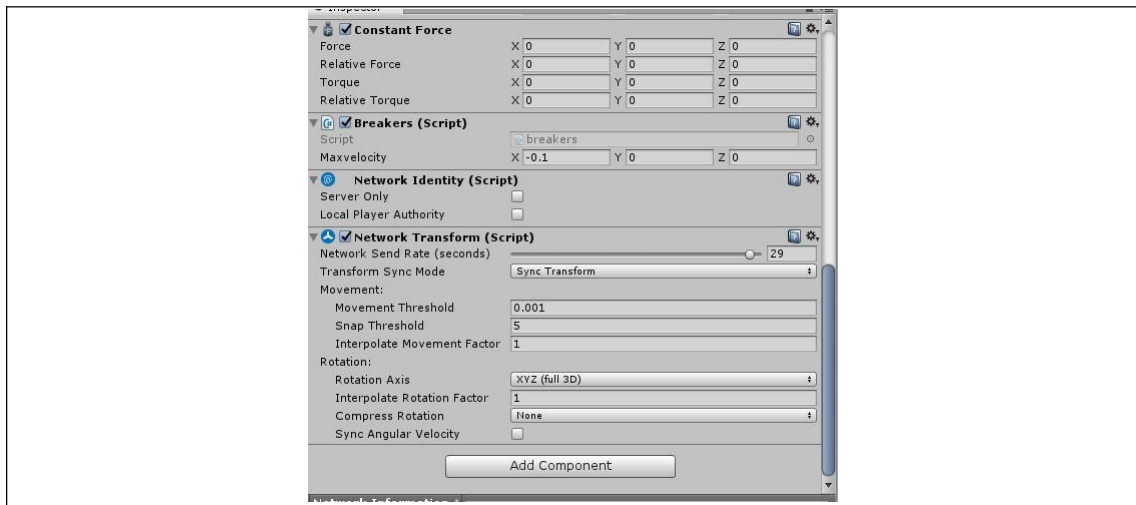 Inspector
Constant Force
Force X 0 Y 0 Z 0
Relative Force X 0 Y 0 Z 0
Torque X 0 Y 0 Z 0
Relative Torque X 0 Y 0 Z 0
Breakers (Script)
Script breakers
Maxvelocity X -0.1 Y 0 Z 0
Network Identity (Script)
Server Only
Local Player Authority
Network Transform (Script)
Network Send Rate (seconds) 29
Transform Sync Mode Sync Transform
Movement:
Movement Threshold 0.001
Snap Threshold 5
Interpolate Movement Factor 1
Rotation:
Rotation Axis XYZ (full 3D)
Interpolate Rotation Factor 1
Compress Rotation None
Sync Angular Velocity
Add Component
Network Information